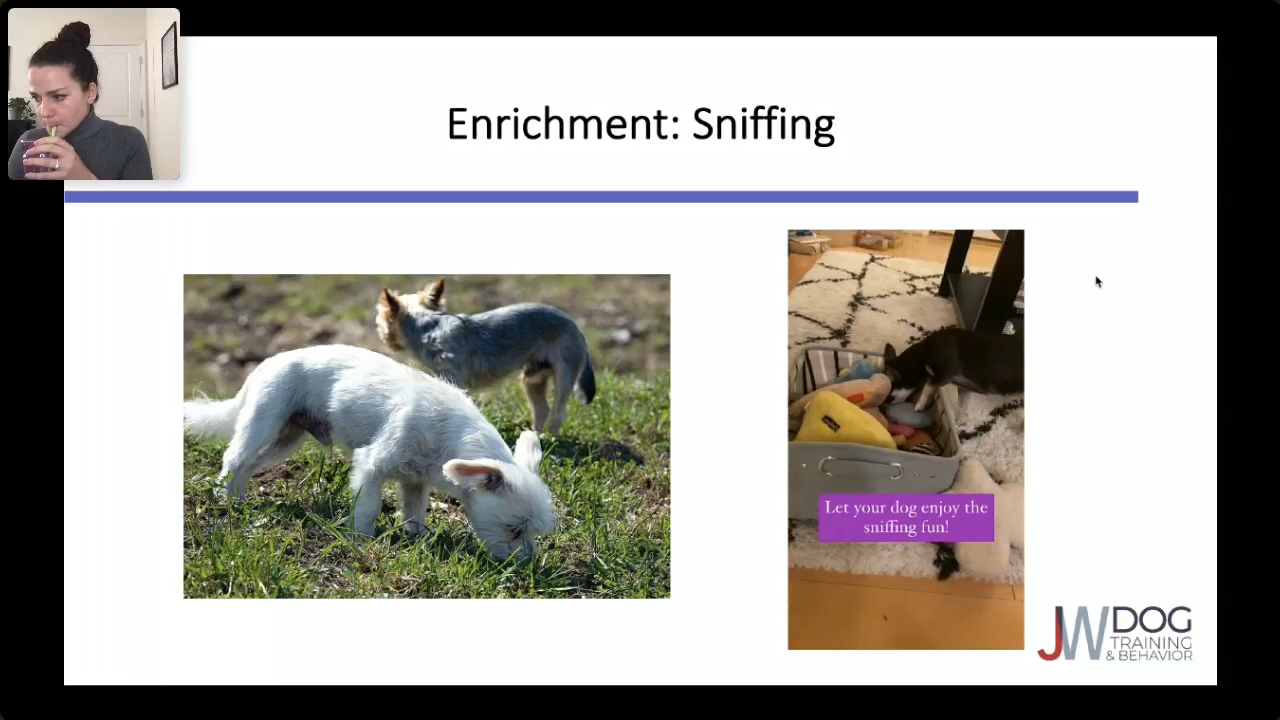 Enrichment: Sniffing
Let your dog enjoy the
sniffing fun!
JW DOG
TRAINING
& BEHAVIOR